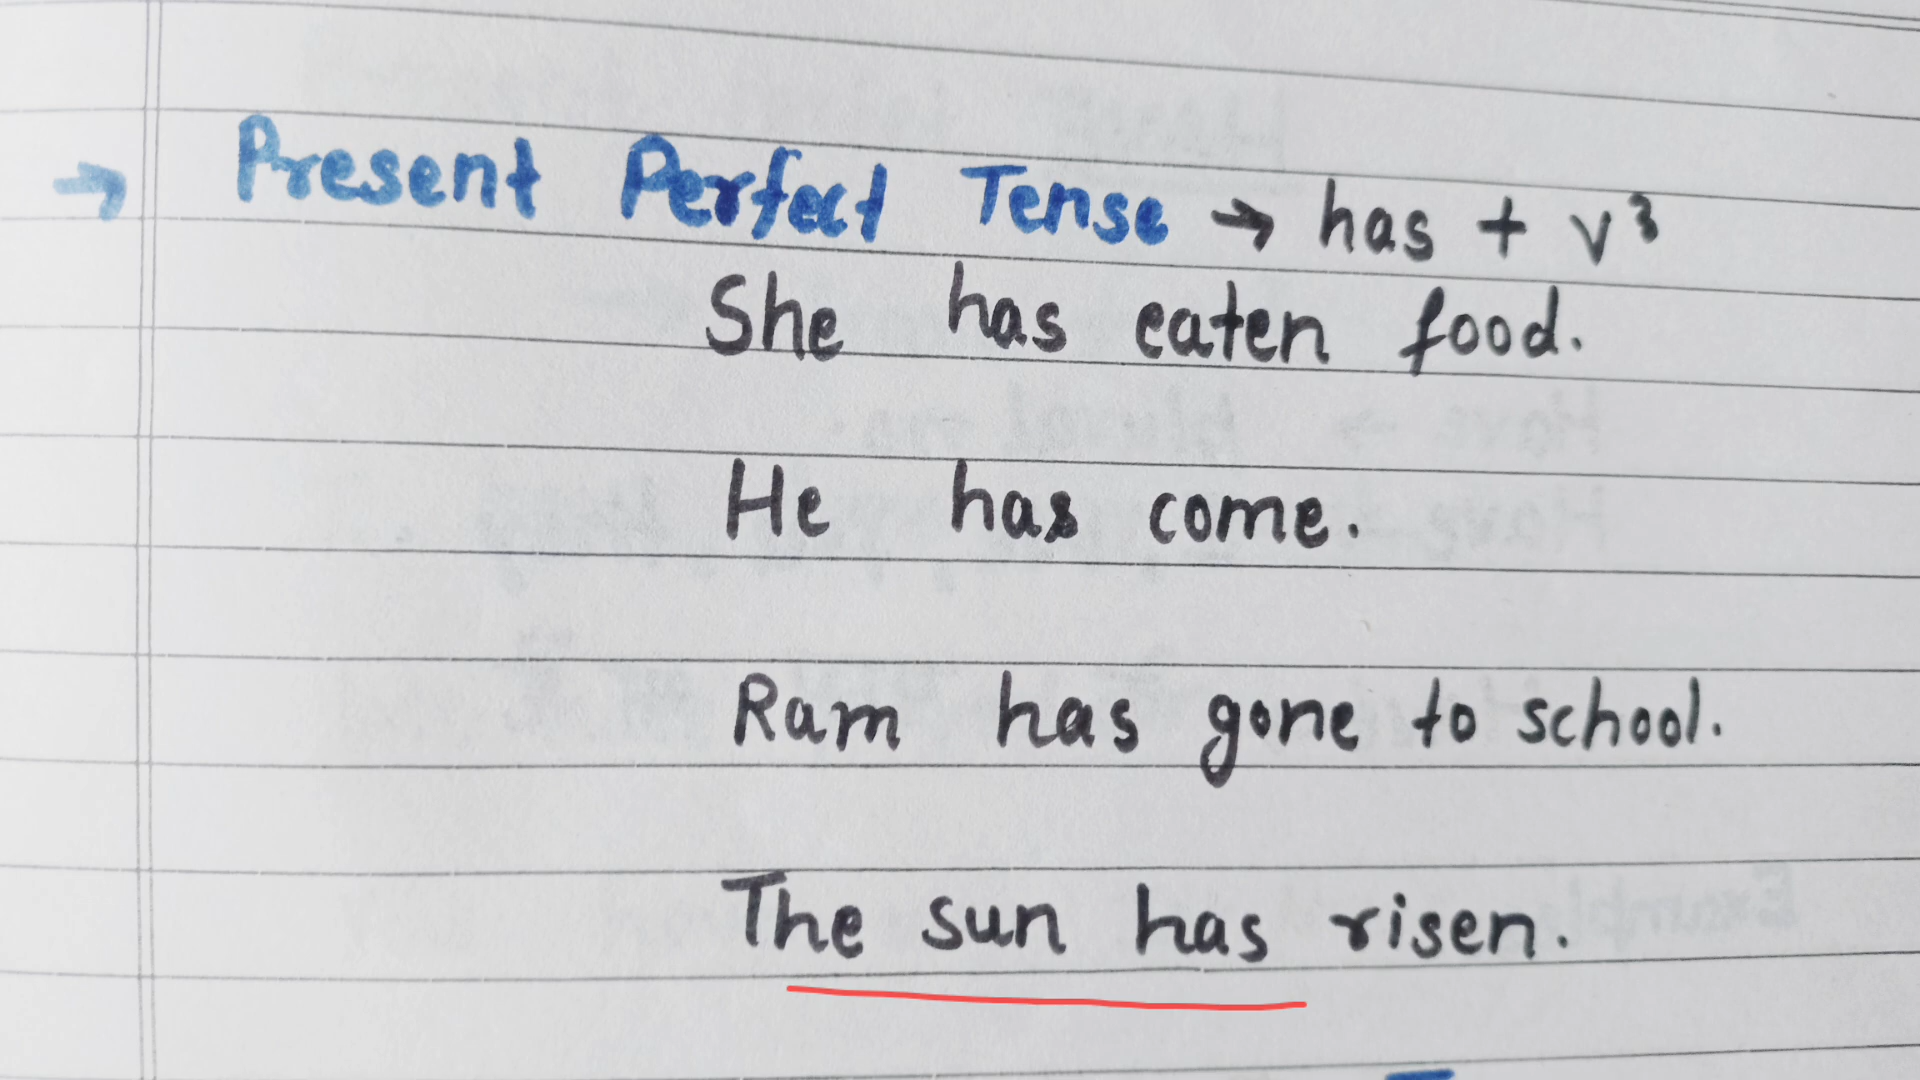 → Present Perfect Tense → has + v³
She has eaten food.
He has come.
Ram has gone to school.
The sun has risen.